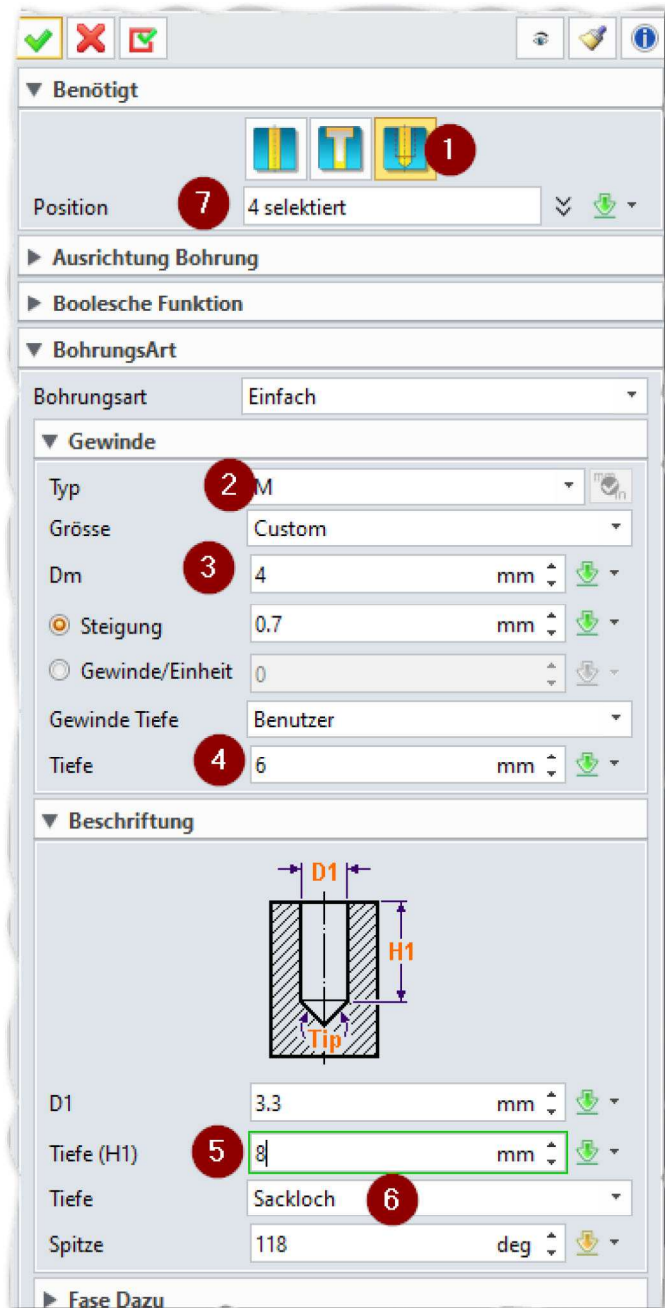 Benötigt
1
Position 7 4 selektiert
Ausrichtung Bohrung
Boolesche Funktion
BohrungsArt
Bohrungsart Einfach
Gewinde
Typ 2 M
Grösse Custom
Dm 3 4 mm
Steigung 0.7 mm
Gewinde/Einheit 0
Gewinde Tiefe Benutzer
Tiefe 4 6 mm
Beschriftung
D1
H1
Tip
D1 3.3 mm
Tiefe (H1) 5 8 mm
Tiefe Sackloch 6
Spitze 118 deg
Fase Dazu